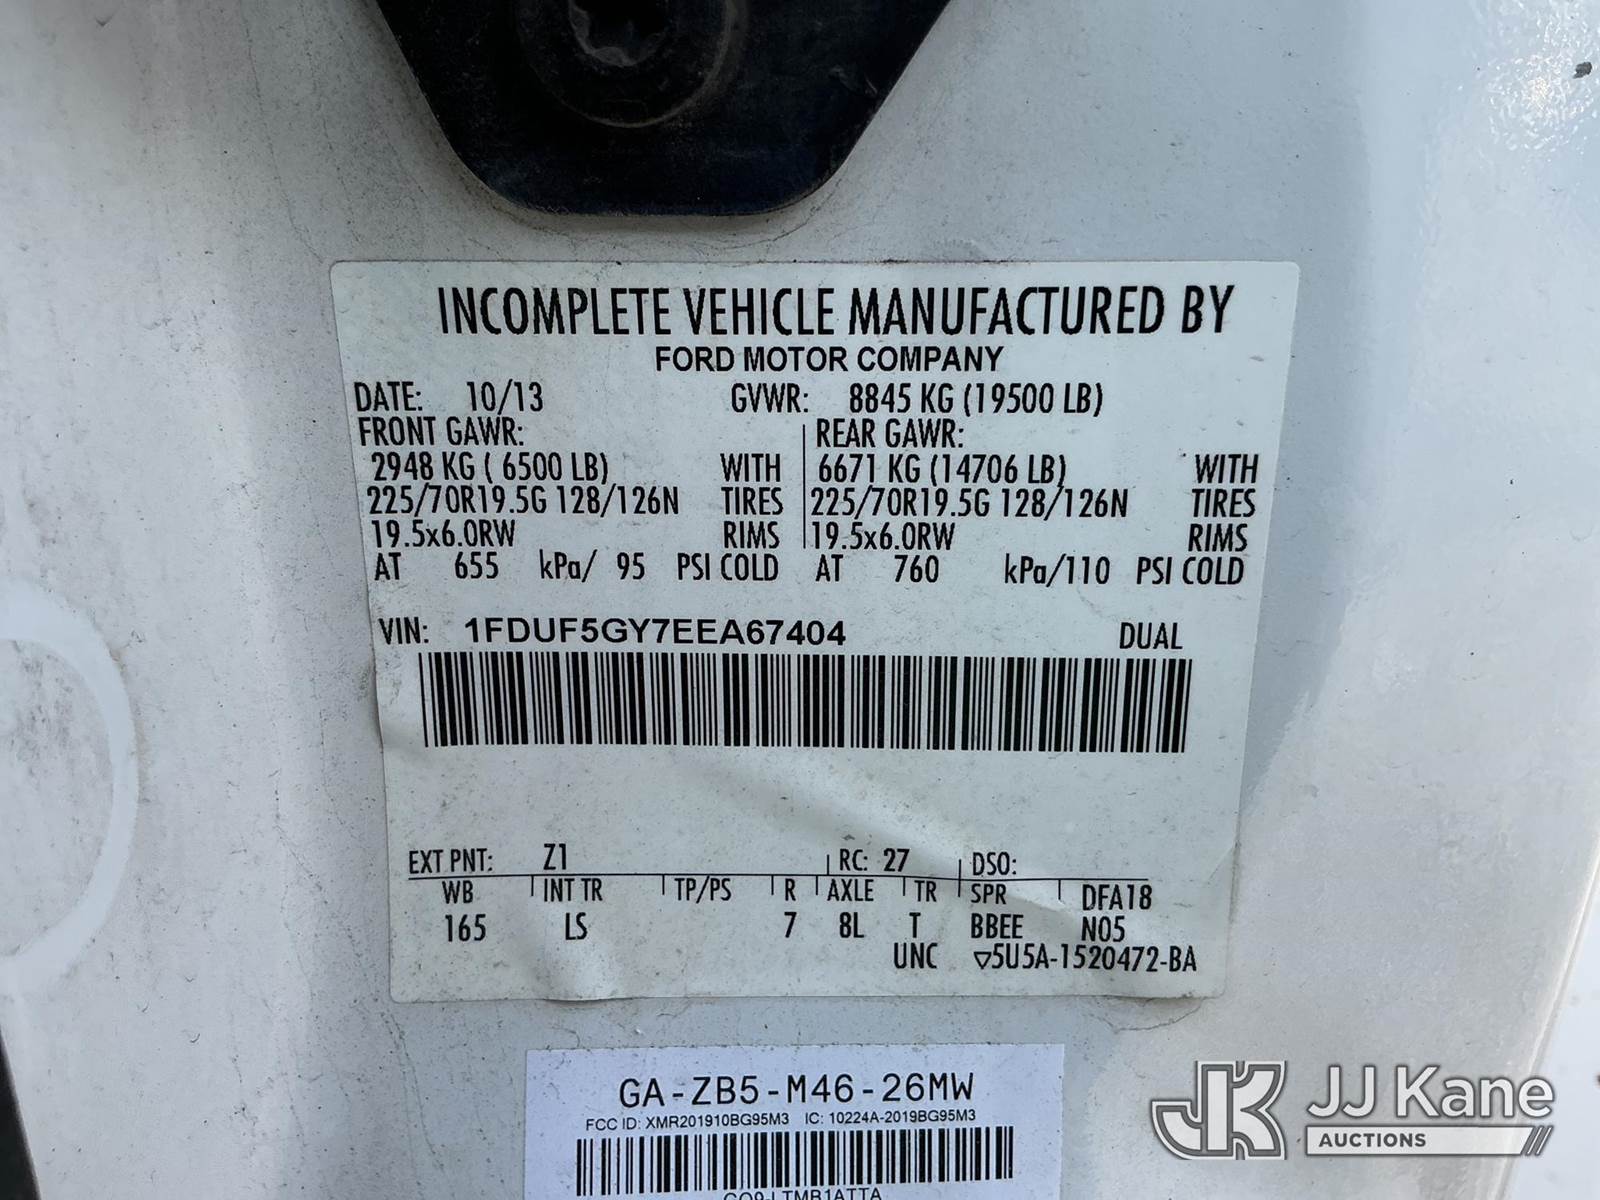 INCOMPLETE VEHICLE MANUFACTURED BY
FORD MOTOR COMPANY
DATE: 10/13 GVWR: 8845 KG (19500 LB)
FRONT GAWR: REAR GAWR:
2948 KG ( 6500 LB) WITH 6671 KG (14706 LB) WITH
225/70R19.5G 128/126N TIRES 225/70R19.5G 128/126N TIRES
19.5x6.0RW RIMS 19.5x6.0RW RIMS
AT 655 kPa/ 95 PSI COLD AT 760 kPa/110 PSI COLD
VIN: 1FDUF5GY7EEA67404 DUAL
EXT PNT: Z1 RC: 27 DSO:
WB INT TR TP/PS R AXLE TR SPR DFA18
165 LS 7 8L T BBEE N05
UNC ▽5U5A-1520472-BA
GA-ZB5-M46-26MW
FCC ID: XMR201910BG95M3 IC: 10224A-2019BG95M3
GO9-LTMB1ATTA
JK JJ Kane
AUCTIONS